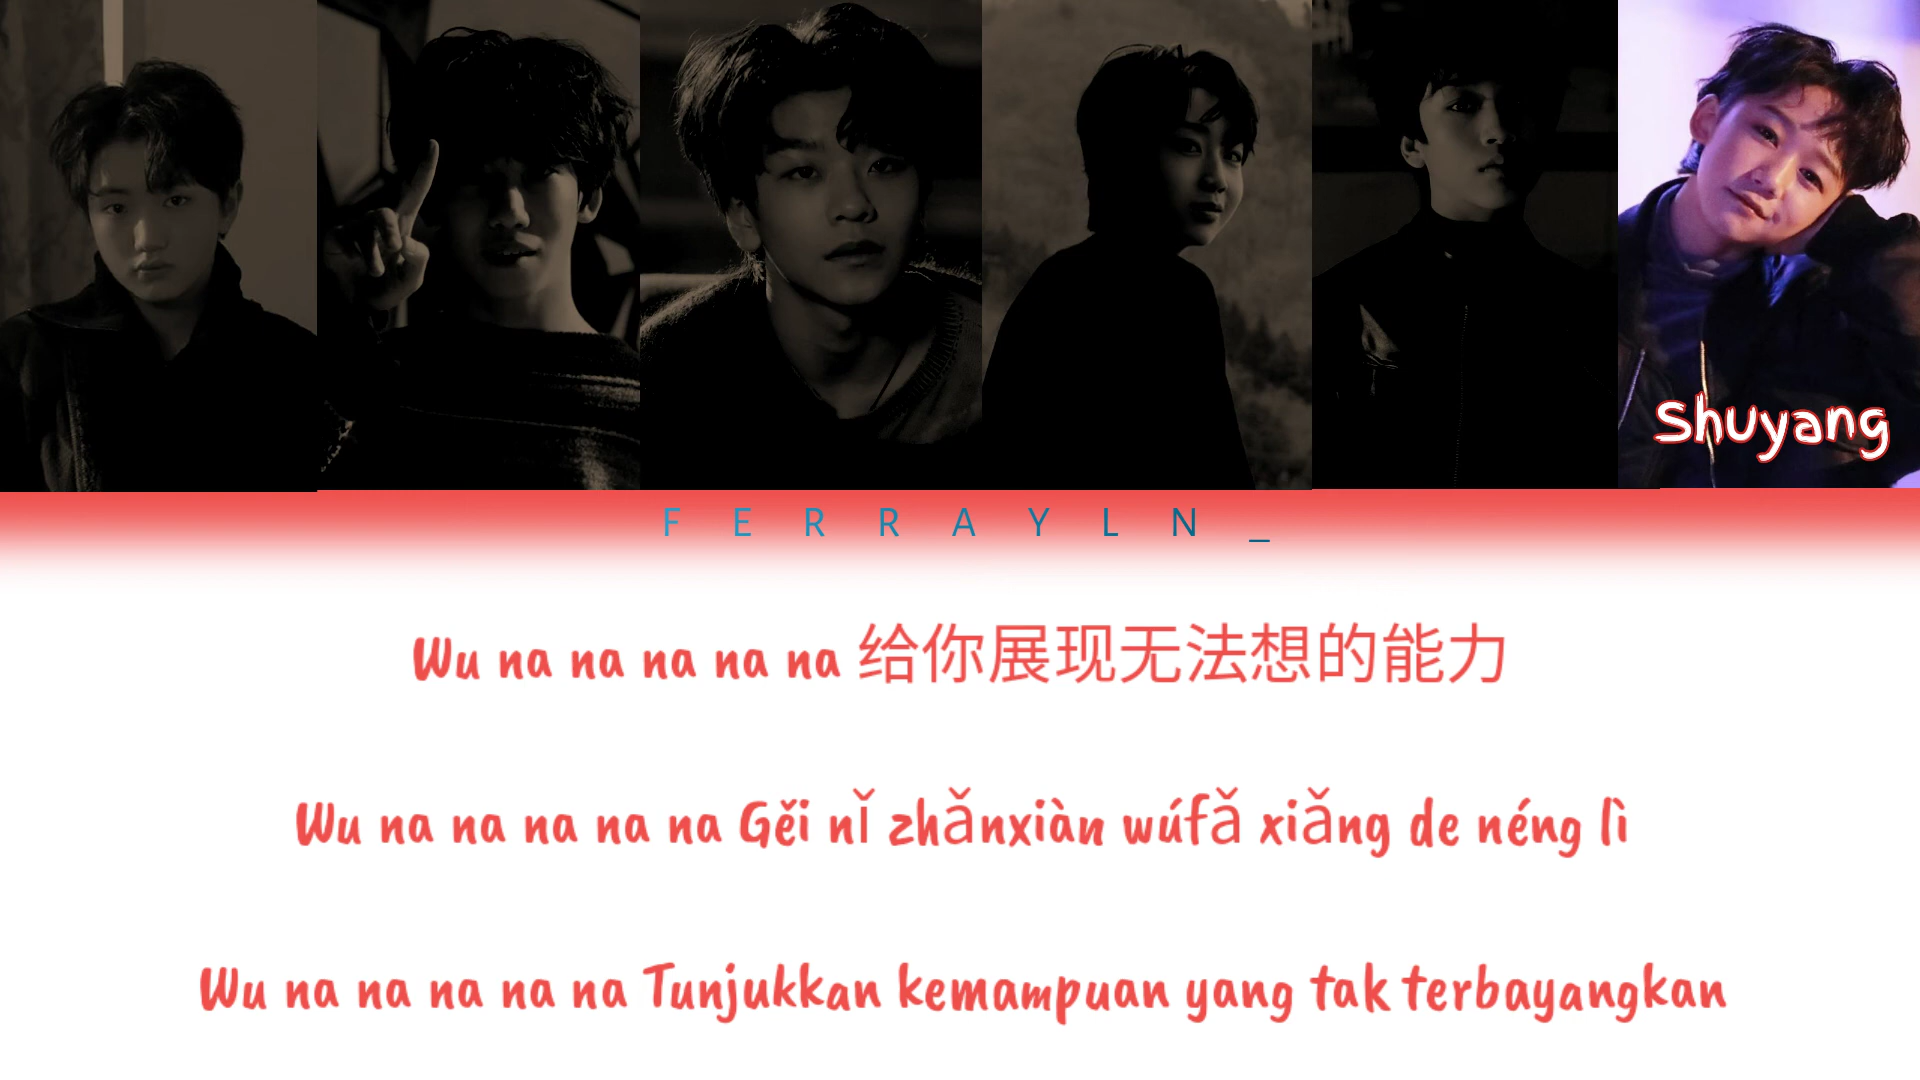 Shuyang
FERRAYLN_
Wu na na na na na 给你展现无法想的能力
Wu na na na na na Gěi nǐ zhǎnxiàn wúfǎ xiǎng de néng lì
Wu na na na na na Tunjukkan kemampuan yang tak terbayangkan